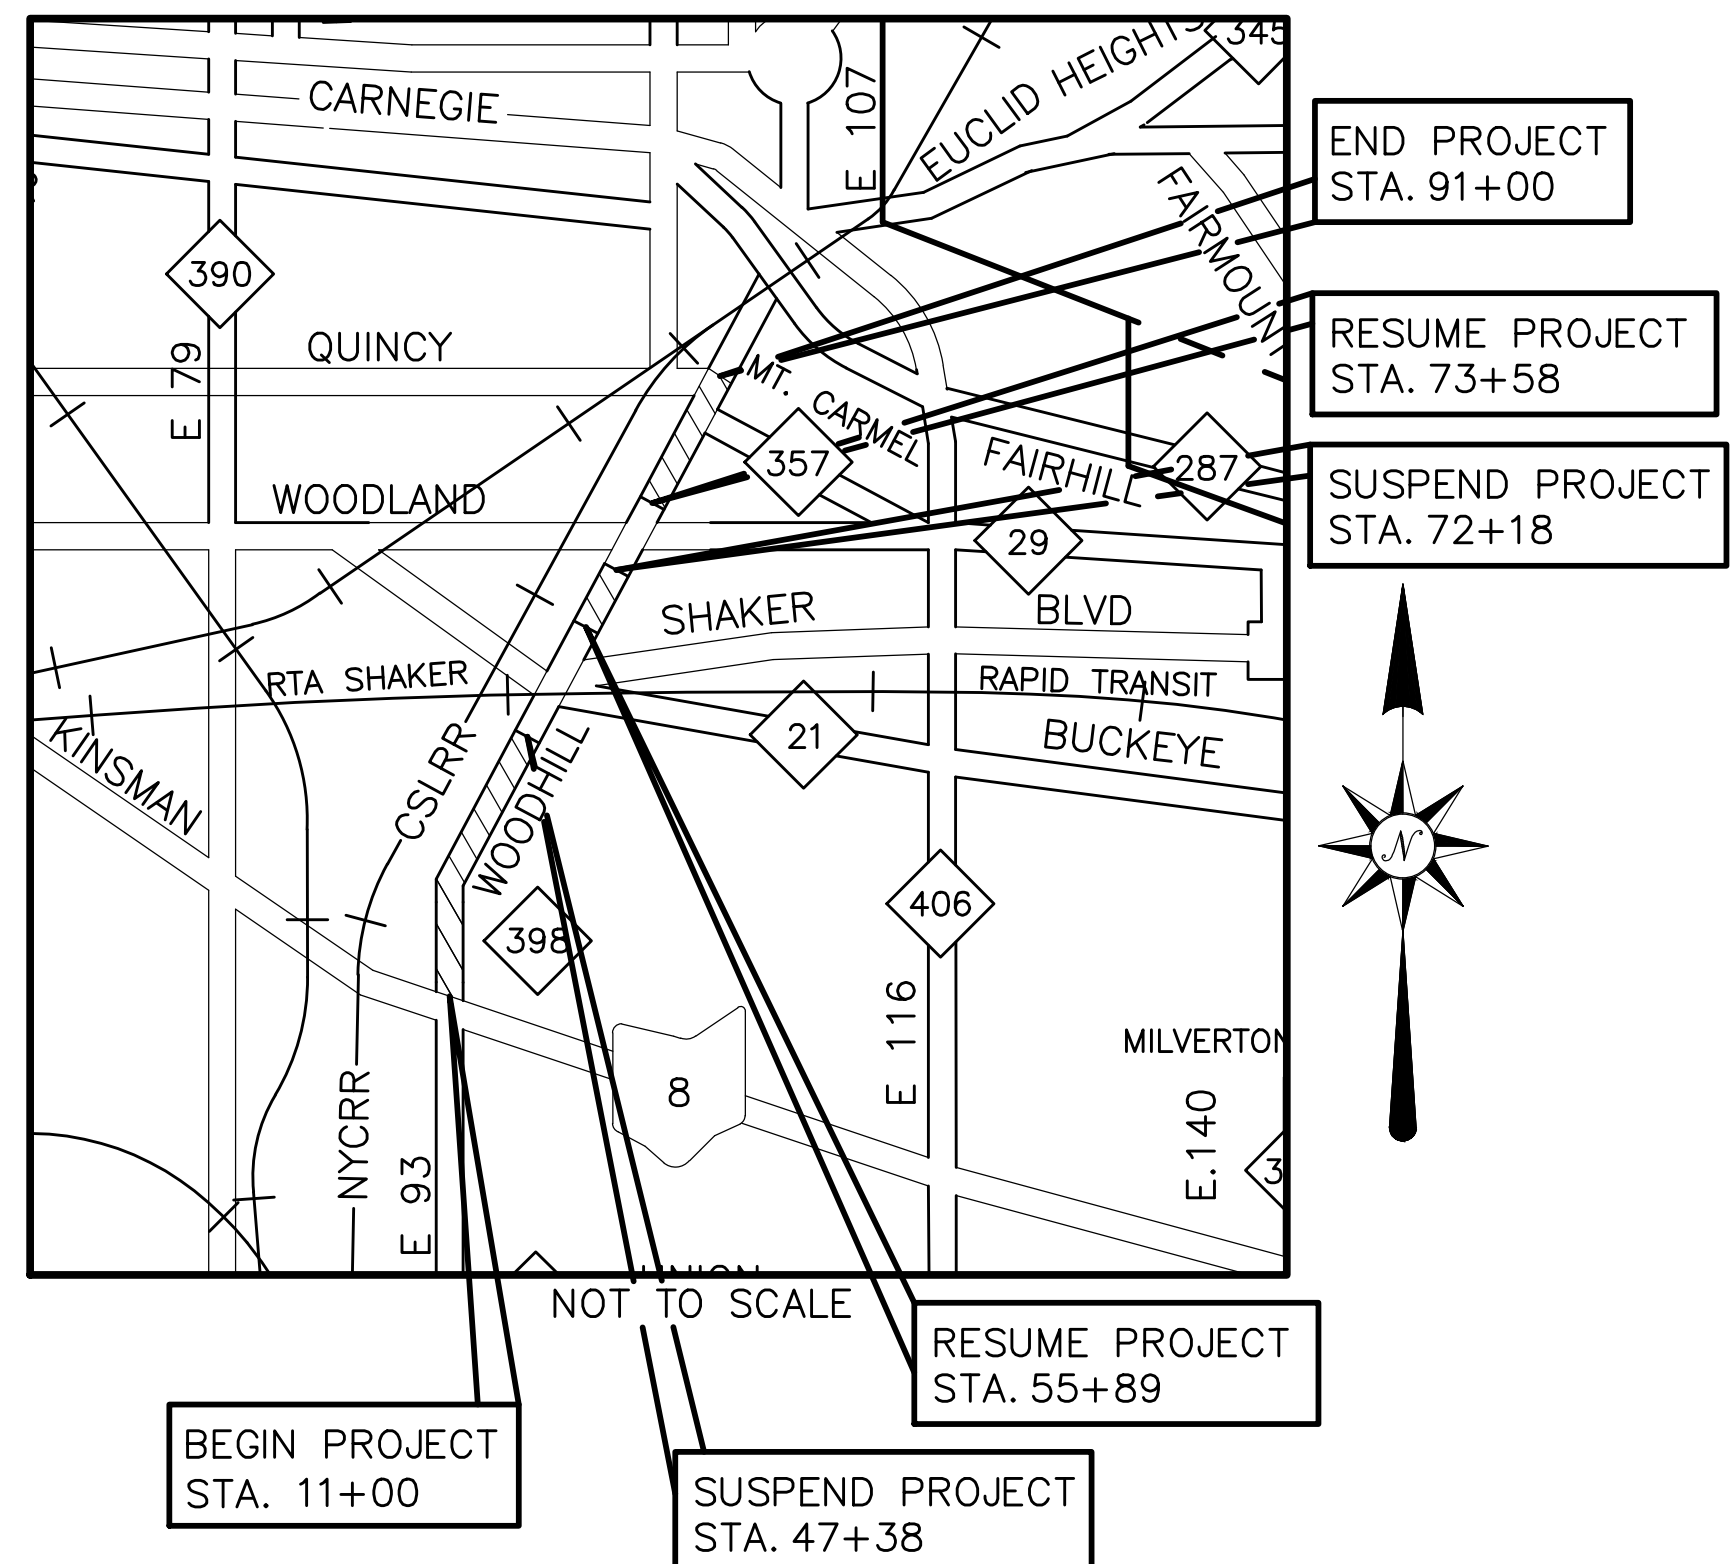 CARNEGIE
E 107
EUCLID HEIGHTS
345
END PROJECT
STA. 91+00
FAIRMOUN
390
QUINCY
E 79
RESUME PROJECT
STA. 73+58
MT. CARMEL
357
FAIRHILL
287
WOODLAND
SUSPEND PROJECT
STA. 72+18
29
SHAKER
BLVD
RTA SHAKER
RAPID TRANSIT
21
BUCKEYE
KINSMAN
CSLRR
WOODHILL
N
398
406
E 116
MILVERTON
8
NYCRR
E 93
E.140
3
UNION
NOT TO SCALE
RESUME PROJECT
STA. 55+89
BEGIN PROJECT
STA. 11+00
SUSPEND PROJECT
STA. 47+38